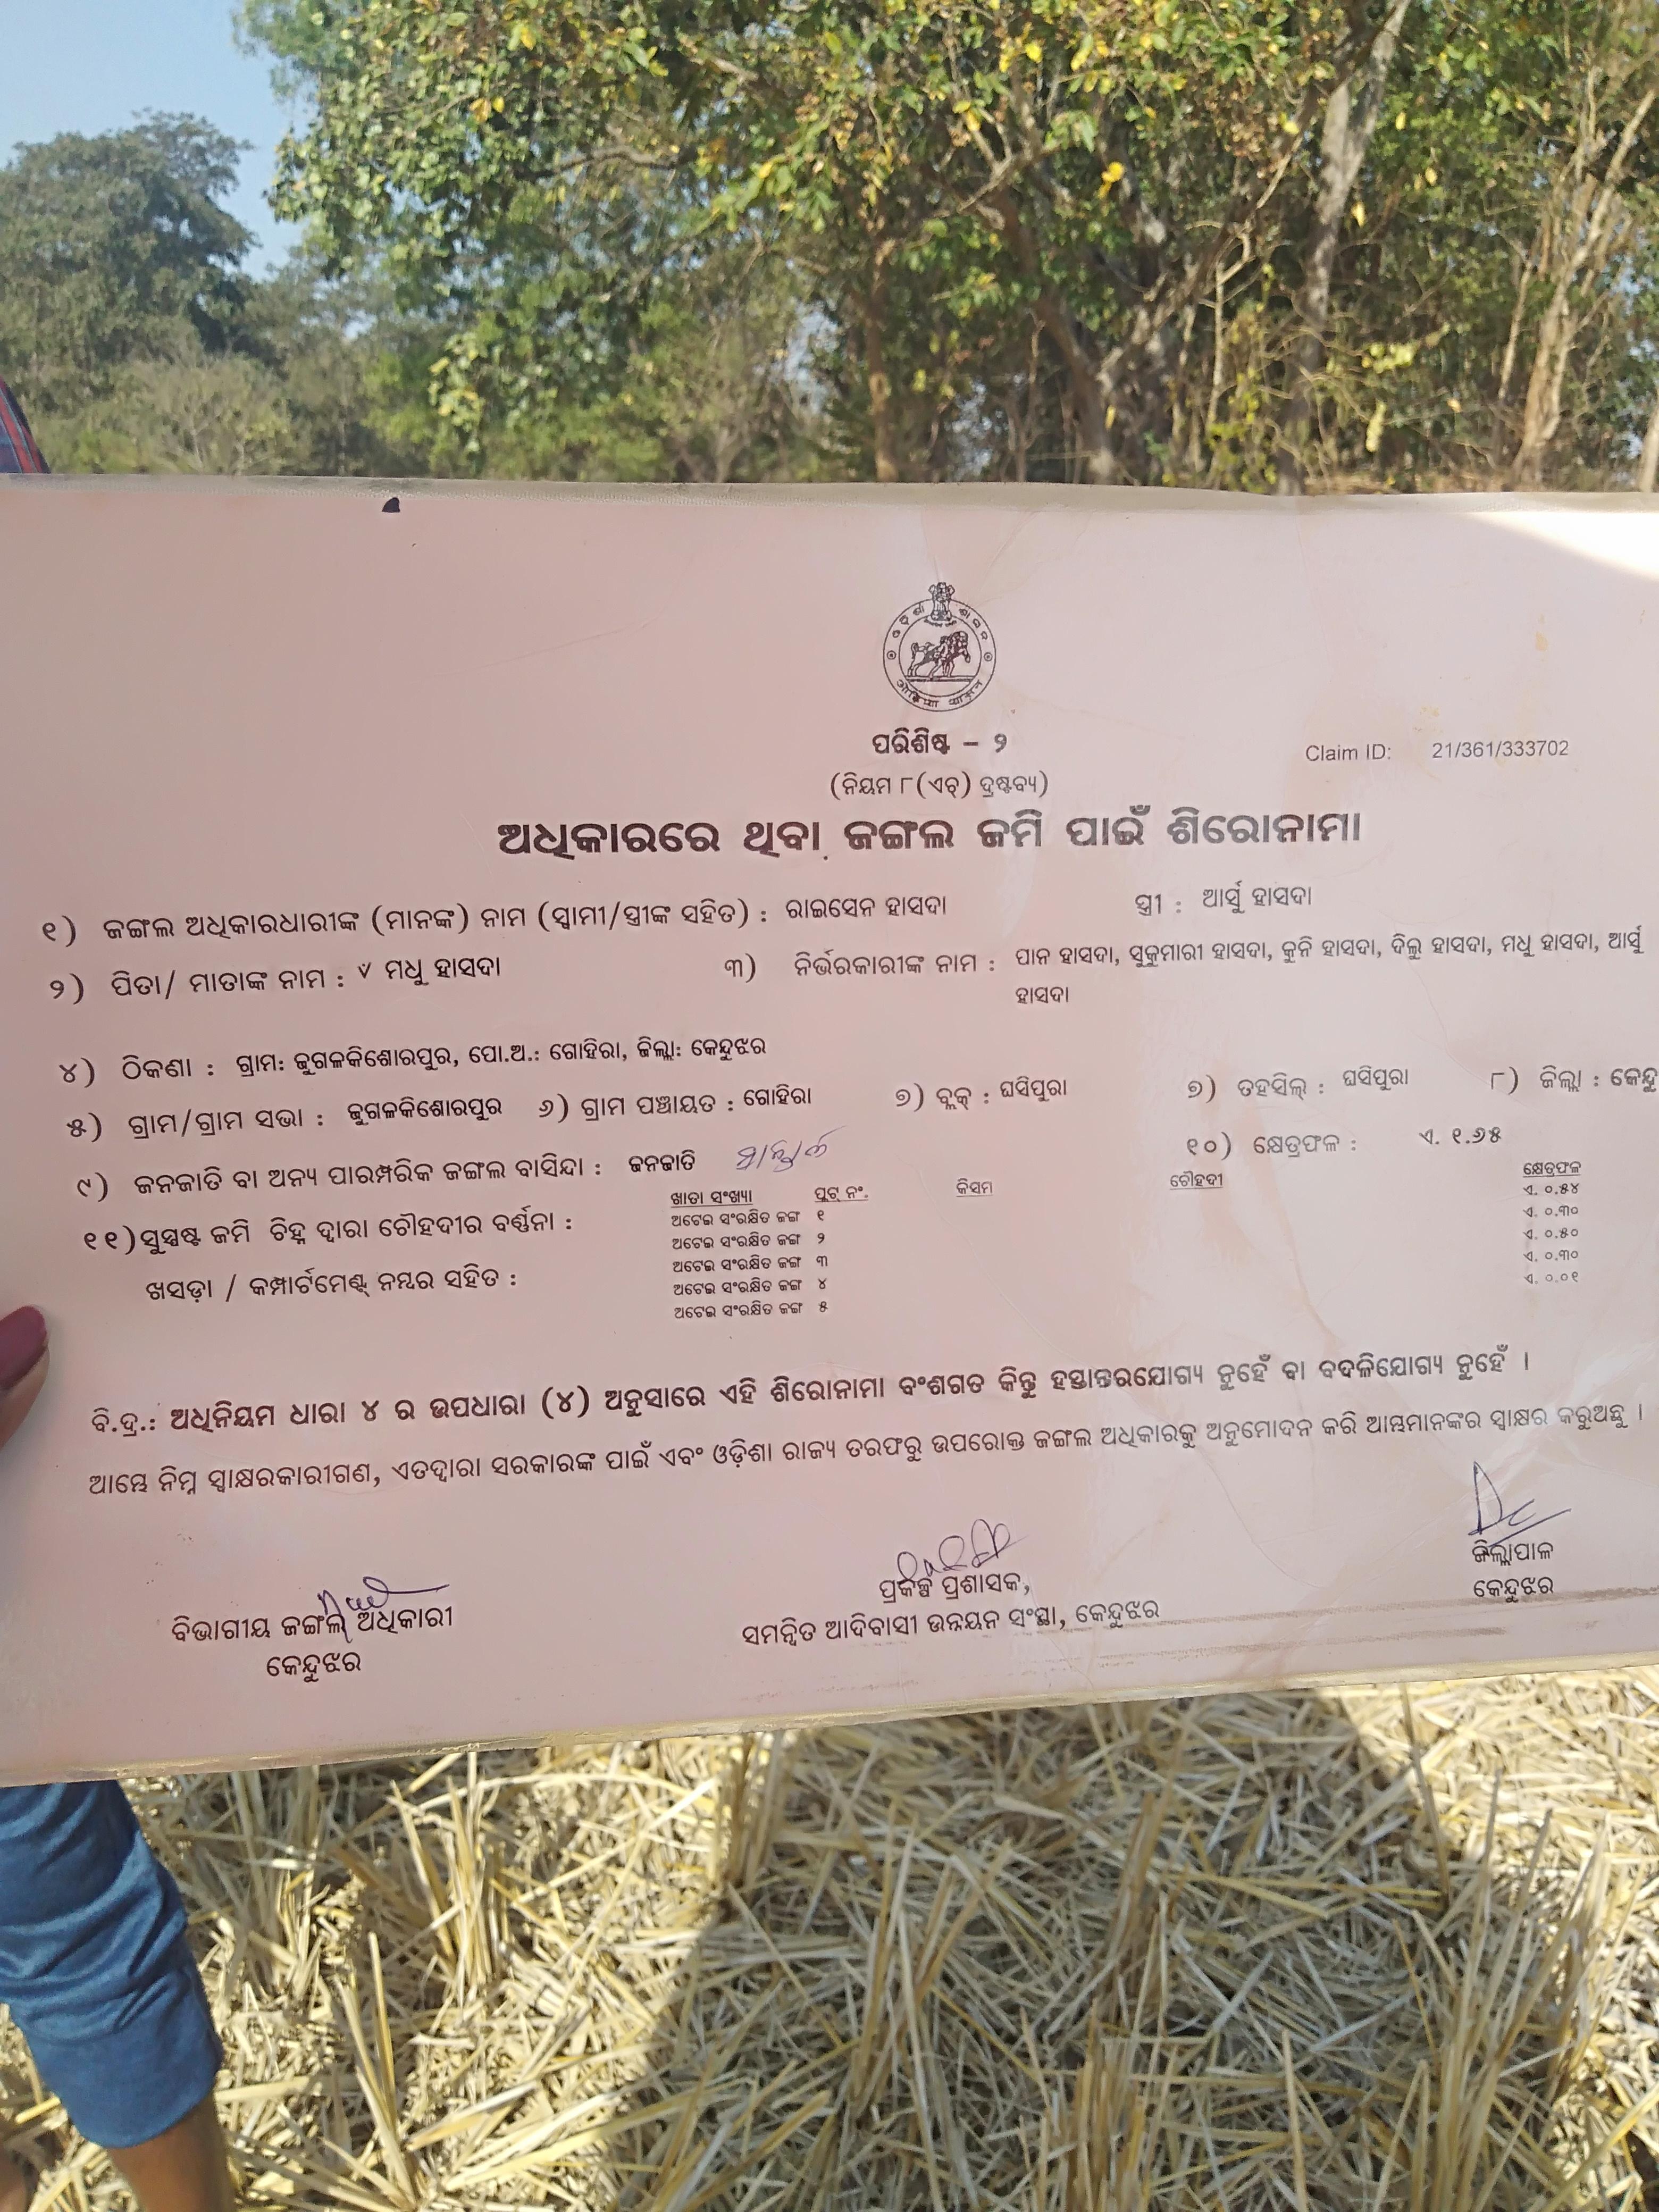 ଓଡ଼ିଶା ଶାସନ
ओड़िशा शासन
ପରିଶିଷ୍ଟ – ୨
Claim ID: 21/361/333702
(ନିୟମ ୮(ଏଚ୍) ଦ୍ରଷ୍ଟବ୍ୟ)
ଅଧିକାରରେ ଥିବା ଜଙ୍ଗଲ ଜମି ପାଇଁ ଶିରୋନାମା
୧) ଜଙ୍ଗଲ ଅଧିକାରଧାରୀଙ୍କ (ମାନଙ୍କ) ନାମ (ସ୍ୱାମୀ/ସ୍ତ୍ରୀଙ୍କ ସହିତ) : ରାଇସେନ ହାସଦା ସ୍ତ୍ରୀ : ଆର୍ସୁ ହାସଦା
୨) ପିତା/ ମାତାଙ୍କ ନାମ : ମଧୁ ହାସଦା ୩) ନିର୍ଭରକାରୀଙ୍କ ନାମ : ପାନ ହାସଦା, ସୁକୁମାରୀ ହାସଦା, କୁନି ହାସଦା, ଦିଲୁ ହାସଦା, ମଧୁ ହାସଦା, ଆର୍ସୁ
ହାସଦା
୪) ଠିକଣା : ଗ୍ରାମ: ଜୁଗଳକିଶୋରପୁର, ପୋ.ଅ.: ଗୋହିରା, ଜିଲ୍ଲା: କେନ୍ଦୁଝର
୫) ଗ୍ରାମ/ଗ୍ରାମ ସଭା : ଜୁଗଳକିଶୋରପୁର ୬) ଗ୍ରାମ ପଞ୍ଚାୟତ : ଗୋହିରା ୭) ବ୍ଲକ୍ : ଘସିପୁରା ୭) ତହସିଲ୍ : ଘସିପୁରା ୮) ଜିଲ୍ଲା : କେନ୍ଦୁ
୯) ଜନଜାତି ବା ଅନ୍ୟ ପାରମ୍ପରିକ ଜଙ୍ଗଲ ବାସିନ୍ଦା : ଜନଜାତି ୧୦) କ୍ଷେତ୍ରଫଳ : ଏ. ୧.୬୫
୧୧) ସୁସ୍ପଷ୍ଟ ଜମି ଚିହ୍ନ ଦ୍ୱାରା ଚୌହଦୀର ବର୍ଣ୍ଣନା :
ଖସଡ଼ା / କମ୍ପାର୍ଟମେଣ୍ଟ୍ ନମ୍ବର ସହିତ :
ଖାତା ସଂଖ୍ୟା ପ୍ଲଟ୍ ନଂ. କିସମ ଚୌହଦୀ କ୍ଷେତ୍ରଫଳ
ଅଟେଇ ସଂରକ୍ଷିତ ଜଙ୍ଗ ୧ ଏ. ୦.୫୪
ଅଟେଇ ସଂରକ୍ଷିତ ଜଙ୍ଗ ୨ ଏ. ୦.୩୦
ଅଟେଇ ସଂରକ୍ଷିତ ଜଙ୍ଗ ୩ ଏ. ୦.୫୦
ଅଟେଇ ସଂରକ୍ଷିତ ଜଙ୍ଗ ୪ ଏ. ୦.୩୦
ଅଟେଇ ସଂରକ୍ଷିତ ଜଙ୍ଗ ୫ ଏ. ୦.୦୧
ବି.ଦ୍ର.: ଅଧିନିୟମ ଧାରା ୪ ର ଉପଧାରା (୪) ଅନୁସାରେ ଏହି ଶିରୋନାମା ବଂଶଗତ କିନ୍ତୁ ହସ୍ତାନ୍ତରଯୋଗ୍ୟ ନୁହେଁ ବା ବଦଳିଯୋଗ୍ୟ ନୁହେଁ ।
ଆମ୍ଭେ ନିମ୍ନ ସ୍ୱାକ୍ଷରକାରୀଗଣ, ଏତଦ୍ୱାରା ସରକାରଙ୍କ ପାଇଁ ଏବଂ ଓଡ଼ିଶା ରାଜ୍ୟ ତରଫରୁ ଉପରୋକ୍ତ ଜଙ୍ଗଲ ଅଧିକାରକୁ ଅନୁମୋଦନ କରି ଆମ୍ଭମାନଙ୍କର ସ୍ୱାକ୍ଷର କରୁଅଛୁ ।
ବିଭାଗୀୟ ଜଙ୍ଗଲ ଅଧିକାରୀ
କେନ୍ଦୁଝର
ପ୍ରକଳ୍ପ ପ୍ରଶାସକ,
ସମନ୍ୱିତ ଆଦିବାସୀ ଉନ୍ନୟନ ସଂସ୍ଥା, କେନ୍ଦୁଝର
ଜିଲ୍ଲାପାଳ
କେନ୍ଦୁଝର